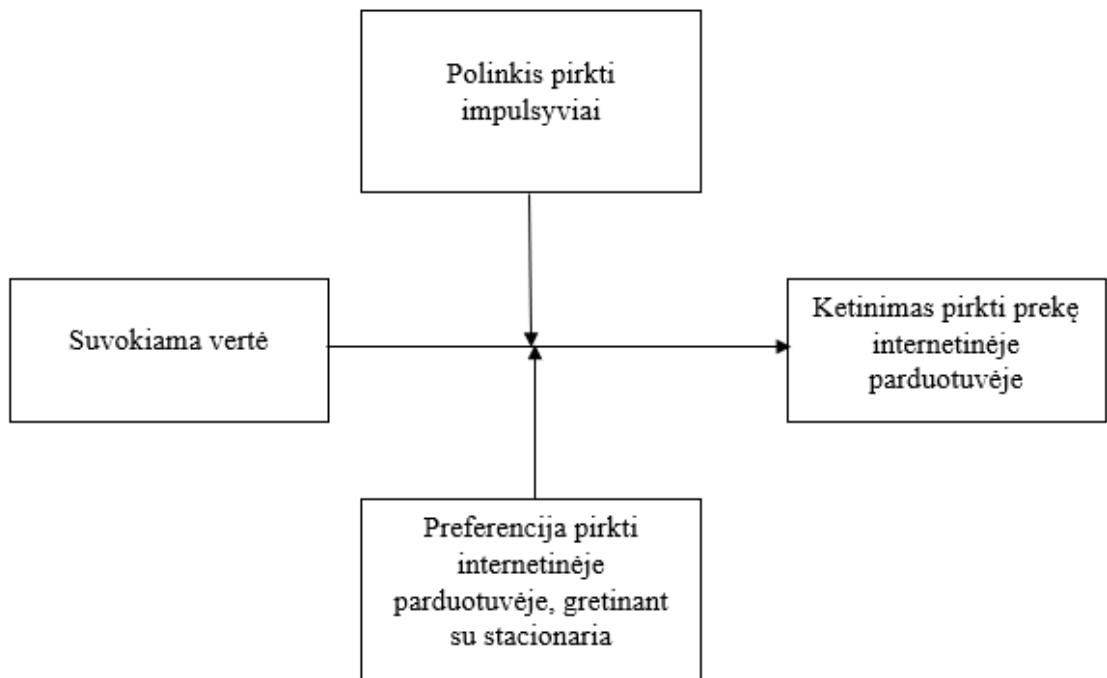 Polinkis pirkti
impulsyviai
Suvokiama vertė
Ketinimas pirkti prekę
internetinėje
parduotuvėje
Preferencija pirkti
internetinėje
parduotuvėje, gretinant
su stacionaria